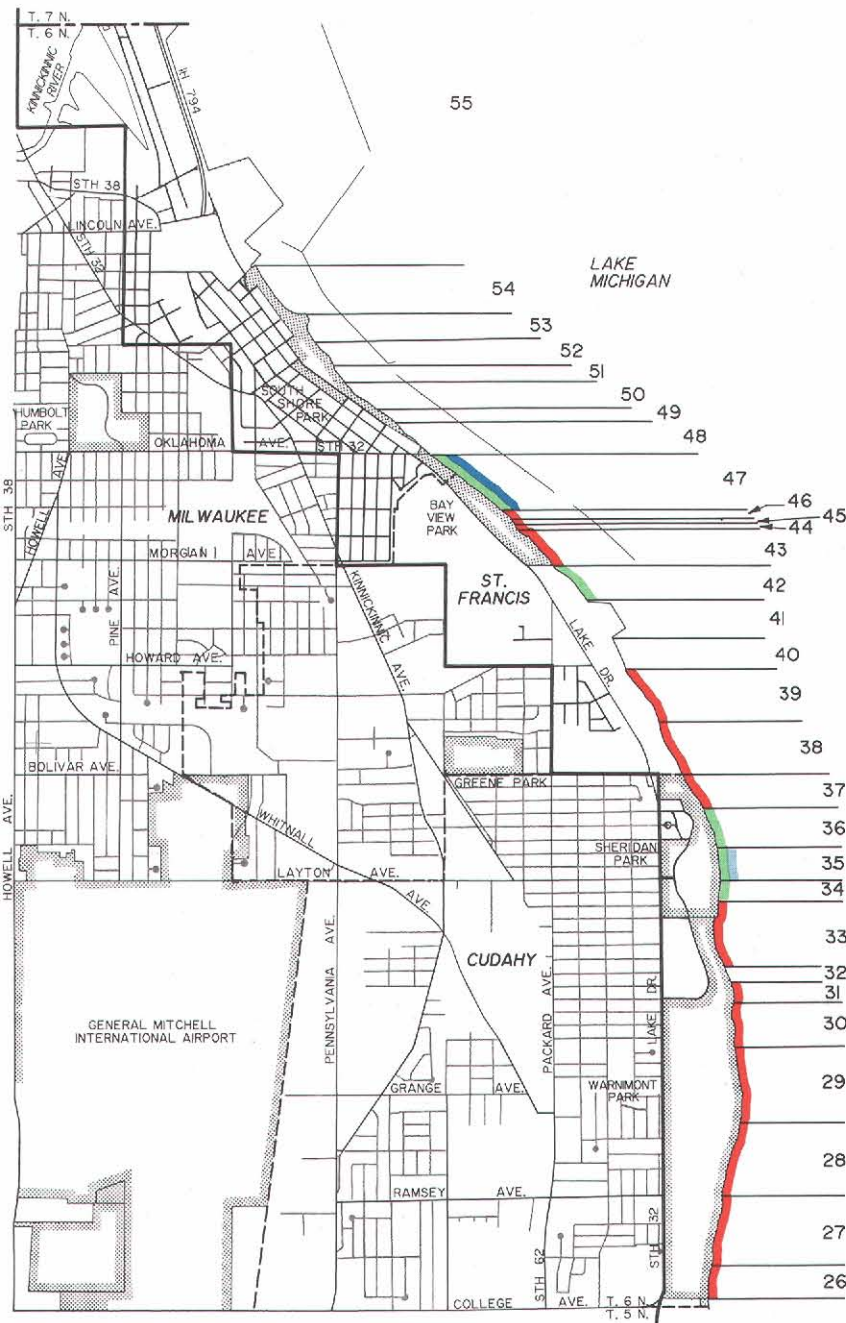 T. 7 N.
T. 6 N.
KINNICKINNIC
RIVER
IH 794
55
STH 38
LINCOLN AVE.
STH 32
LAKE
MICHIGAN
54
53
52
51
SOUTH
SHORE
PARK
50
49
HUMBOLT
PARK
OKLAHOMA AVE.
STH 32
48
47
46
45
44
STH 38
HOWELL AVE.
MILWAUKEE
BAY
VIEW
PARK
MORGAN AVE.
43
ST.
FRANCIS
42
PINE AVE.
KINNICKINNIC AVE.
LAKE DR.
41
HOWARD AVE.
40
39
38
BOLIVAR AVE.
GREENE PARK
37
HOWELL AVE.
WHITNALL AVE.
36
SHERIDAN
PARK
35
LAYTON AVE.
34
33
PENNSYLVANIA AVE.
CUDAHY
PACKARD AVE.
LAKE DR.
32
31
GENERAL MITCHELL
INTERNATIONAL AIRPORT
30
GRANGE AVE.
WARNIMONT
PARK
29
28
RAMSEY AVE.
STH 62
STH 32
27
26
COLLEGE AVE.
T. 6 N.
T. 5 N.